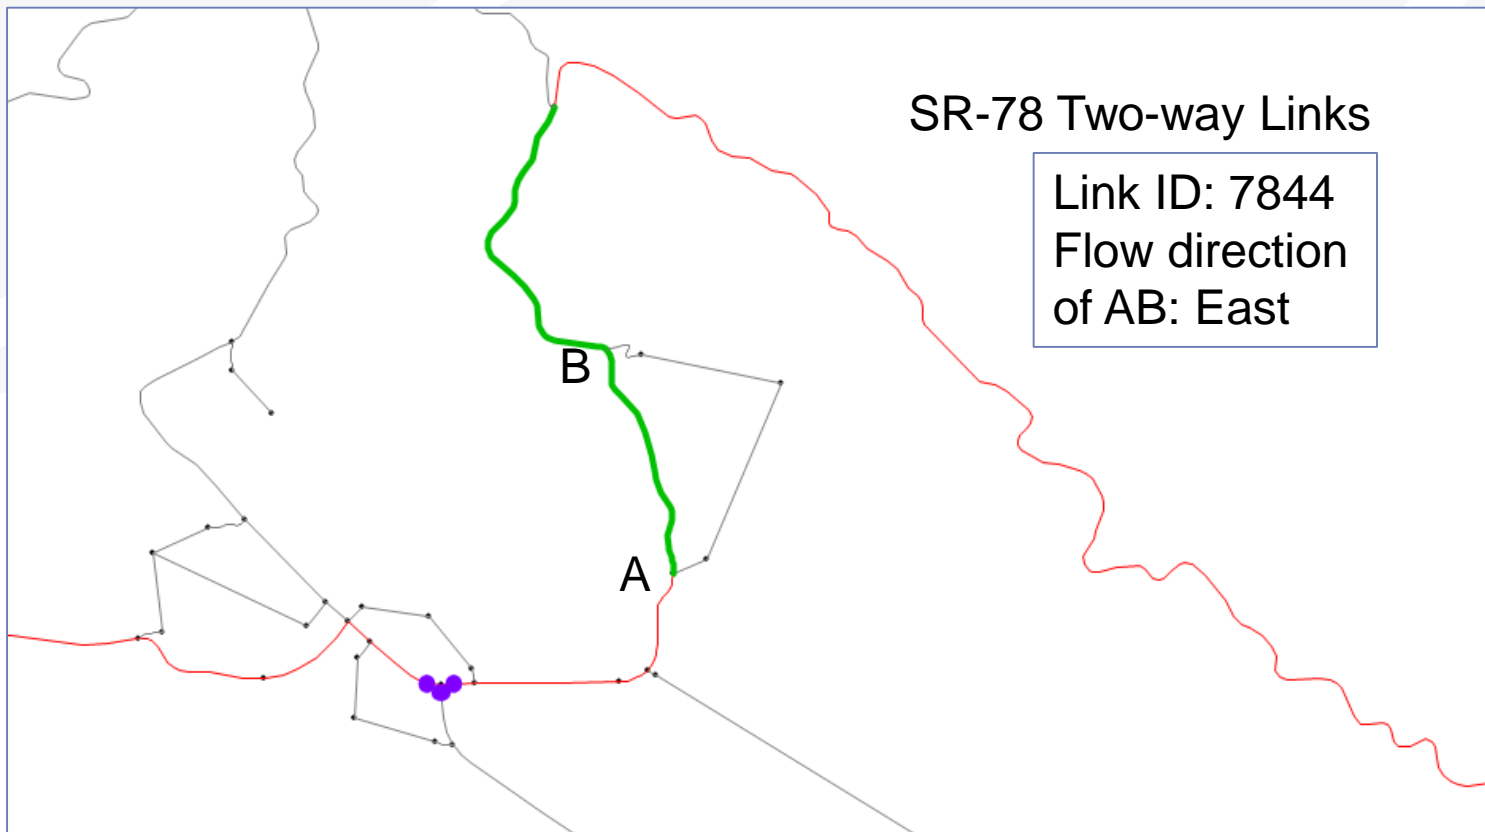 SR-78 Two-way Links
Link ID: 7844
Flow direction
of AB: East
B
A